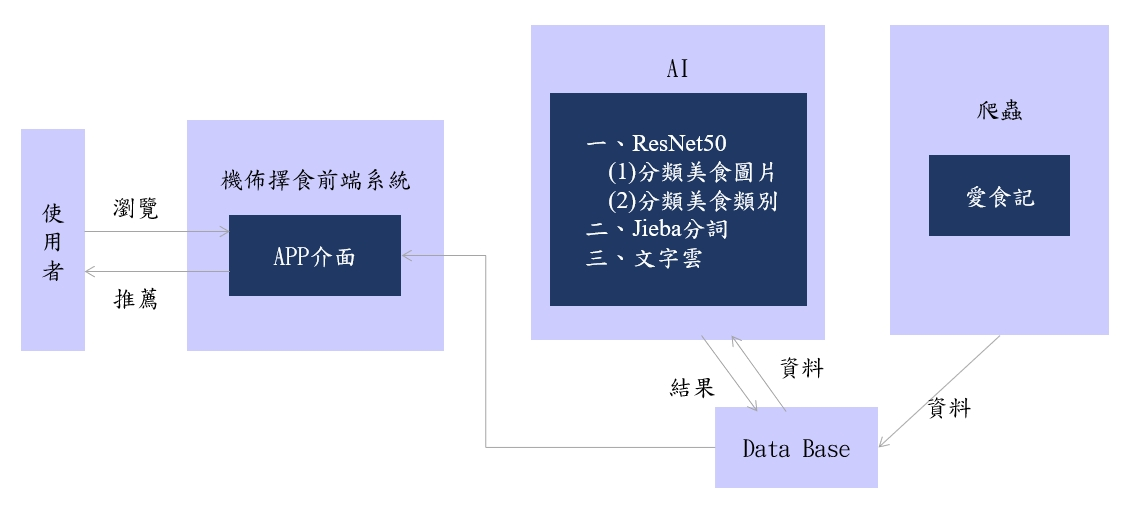 使用者
瀏覽
推薦
機佈擇食前端系統
APP介面
AI
一、ResNet50
(1)分類美食圖片
(2)分類美食類別
二、Jieba分詞
三、文字雲
爬蟲
愛食記
結果
資料
資料
Data Base